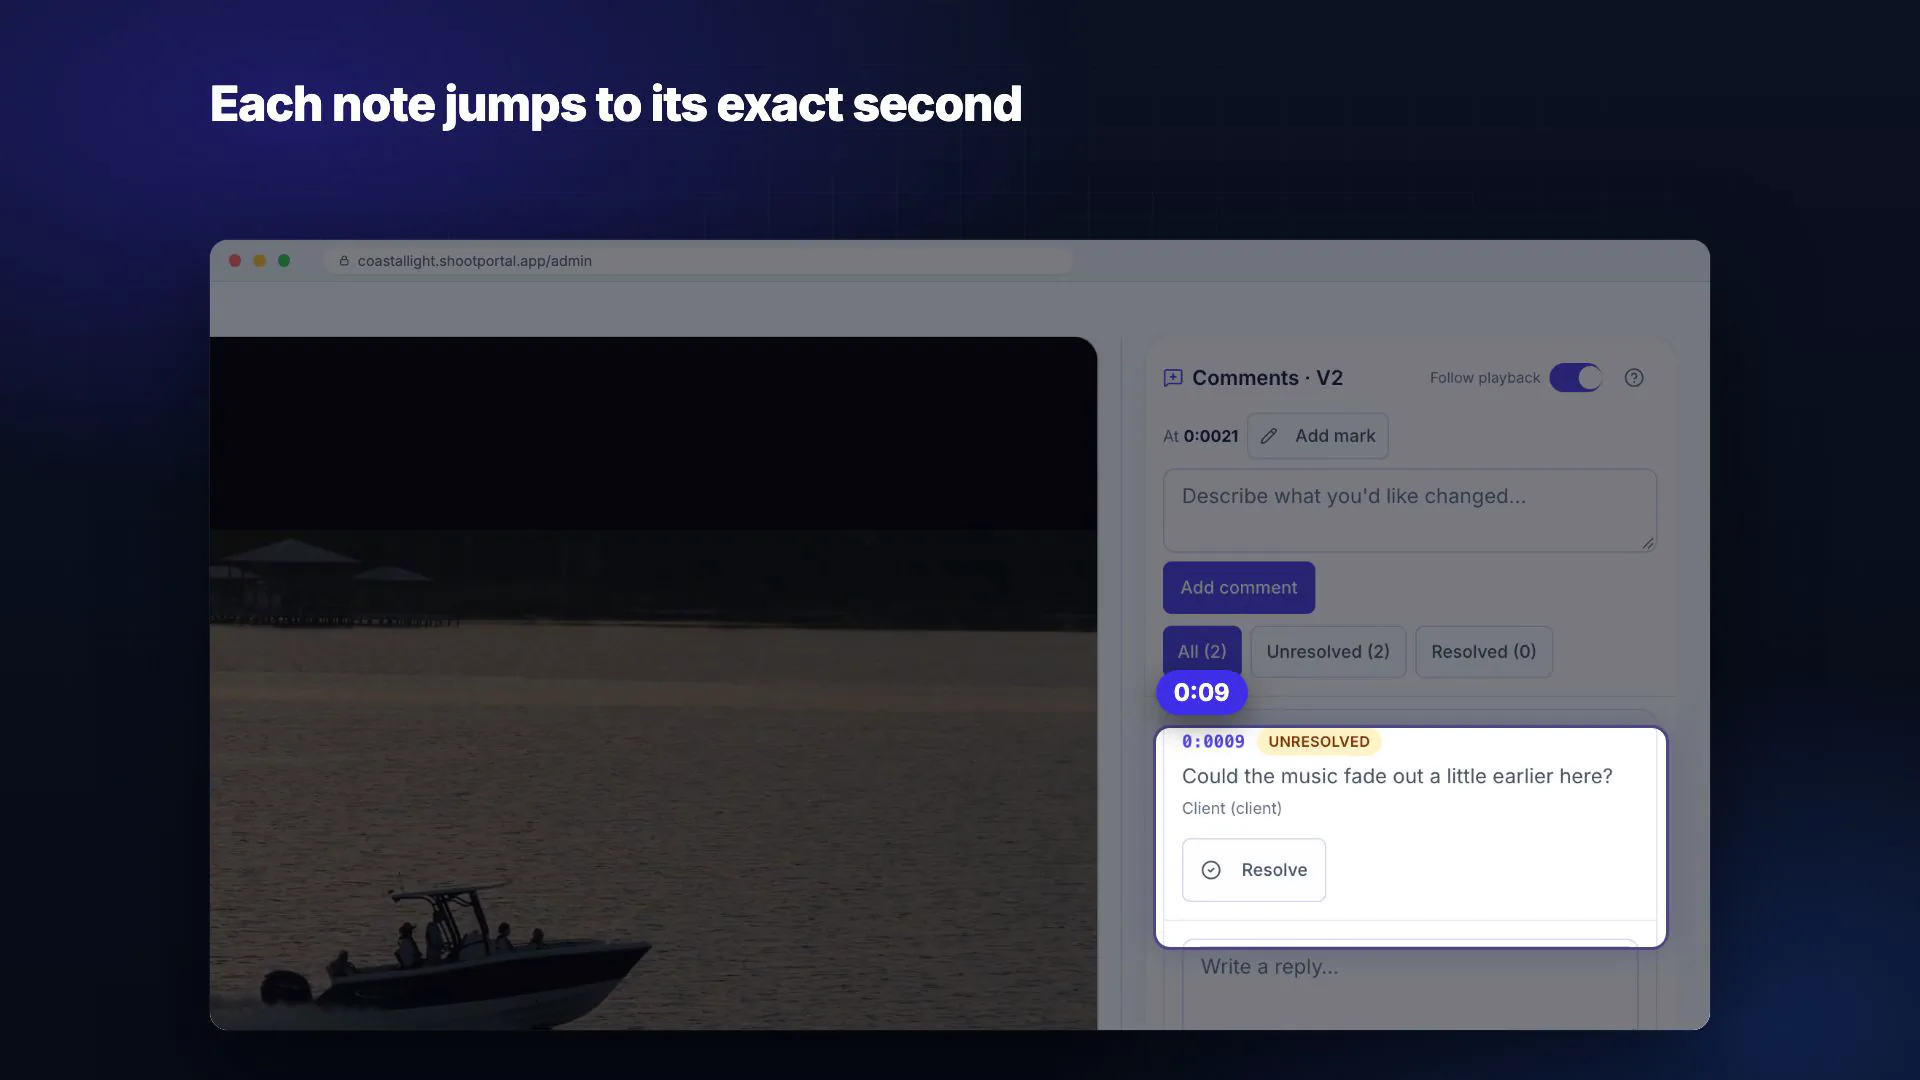 Each note jumps to its exact second
coastallight.shootportal.app/admin
Comments · V2
Follow playback
At 0:0021
Add mark
Describe what you'd like changed...
Add comment
All (2)
Unresolved (2)
Resolved (0)
0:09
0:0009 UNRESOLVED
Could the music fade out a little earlier here?
Client (client)
Resolve
Write a reply...